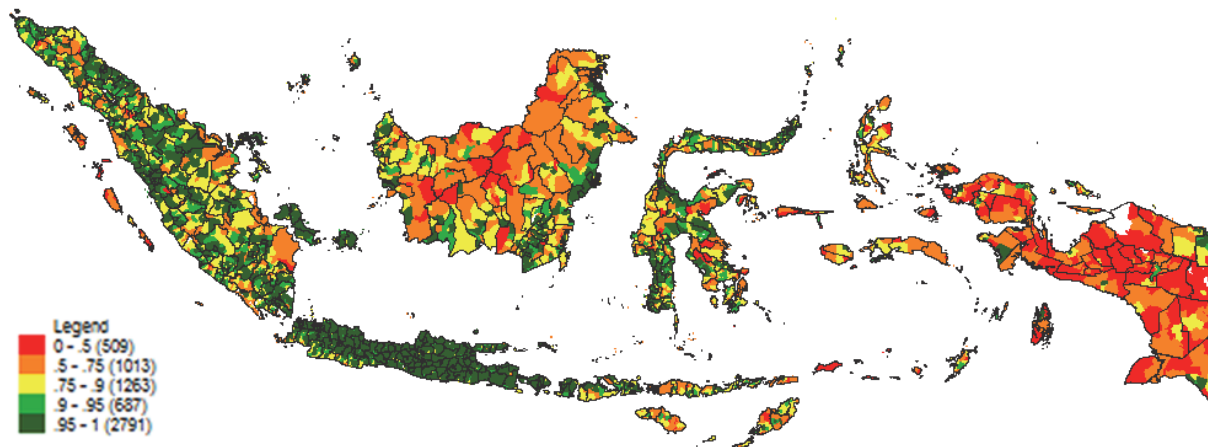 Legend
0 - .5 (509)
.5 - .75 (1013)
.75 - .9 (1263)
.9 - .95 (687)
.95 - 1 (2791)